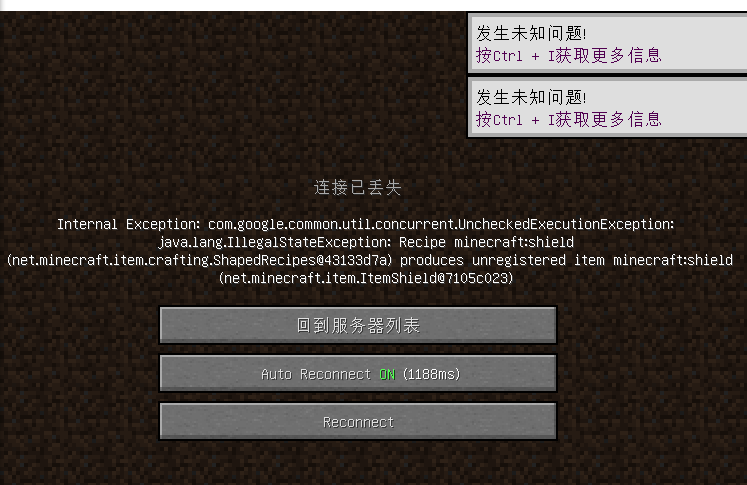 发生未知问题!
按Ctrl + I获取更多信息
发生未知问题!
按Ctrl + I获取更多信息
连接已丢失
Internal Exception: com.google.common.util.concurrent.UncheckedExecutionException:
java.lang.IllegalStateException: Recipe minecraft:shield
(net.minecraft.item.crafting.ShapedRecipes@43133d7a) produces unregistered item minecraft:shield
(net.minecraft.item.ItemShield@7105c023)
回到服务器列表
Auto Reconnect ON (1188ms)
Reconnect